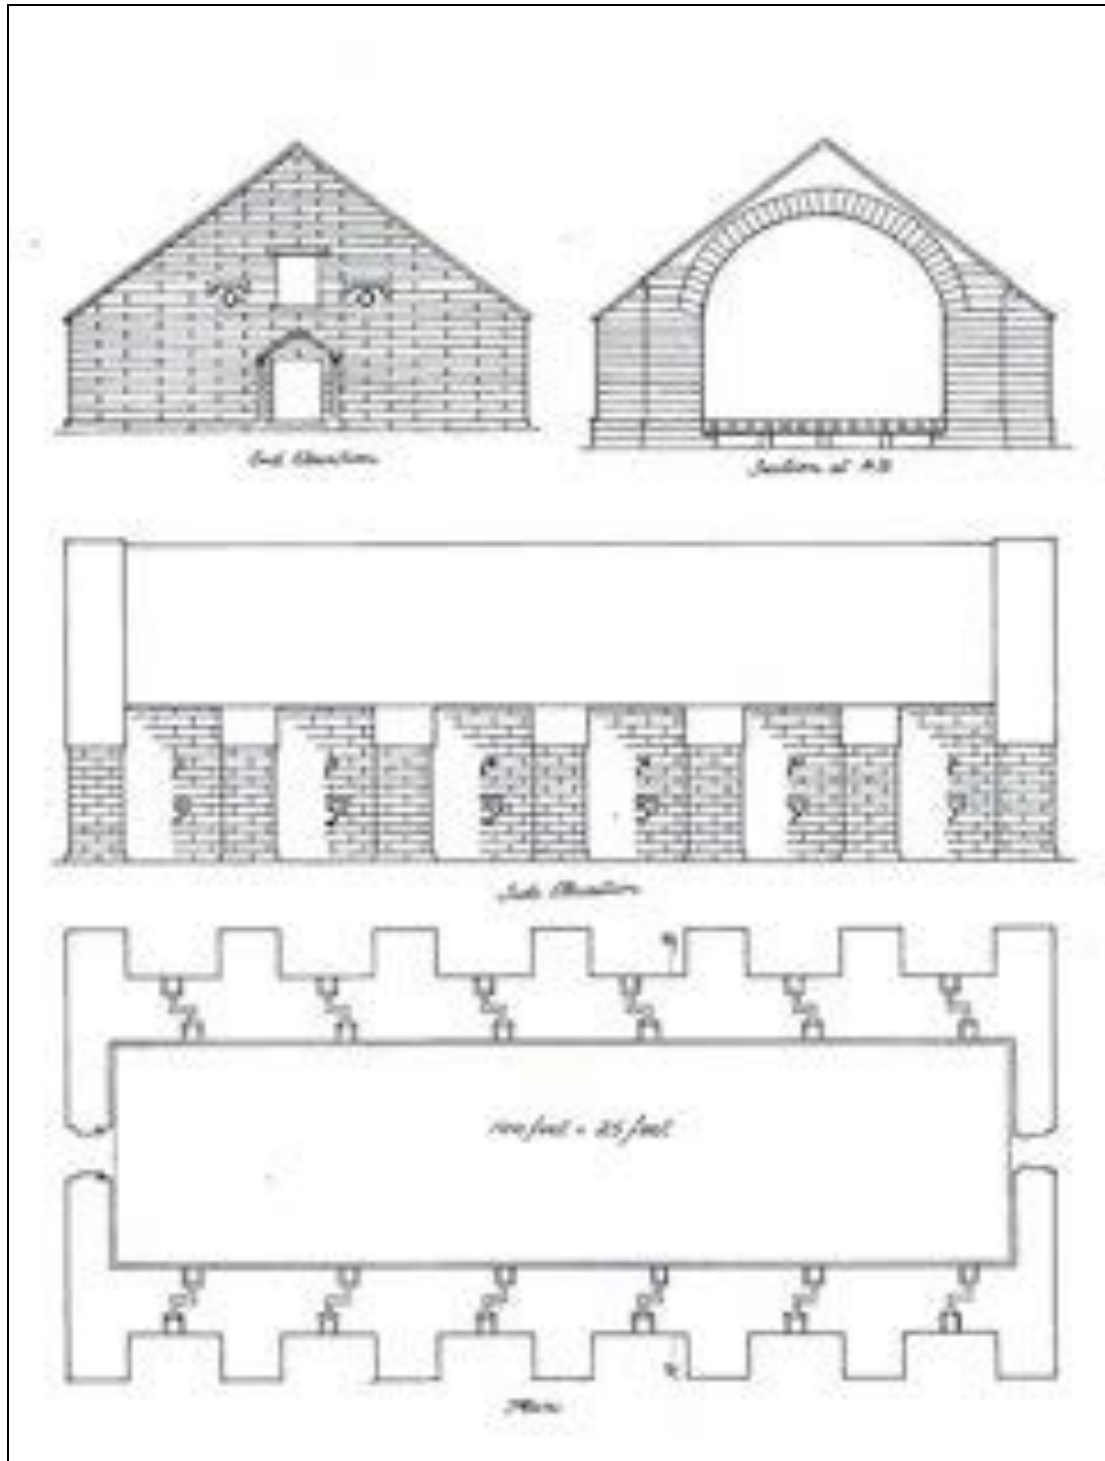 End Elevation
Section at AB
Side Elevation
100 feet × 25 feet
Plan